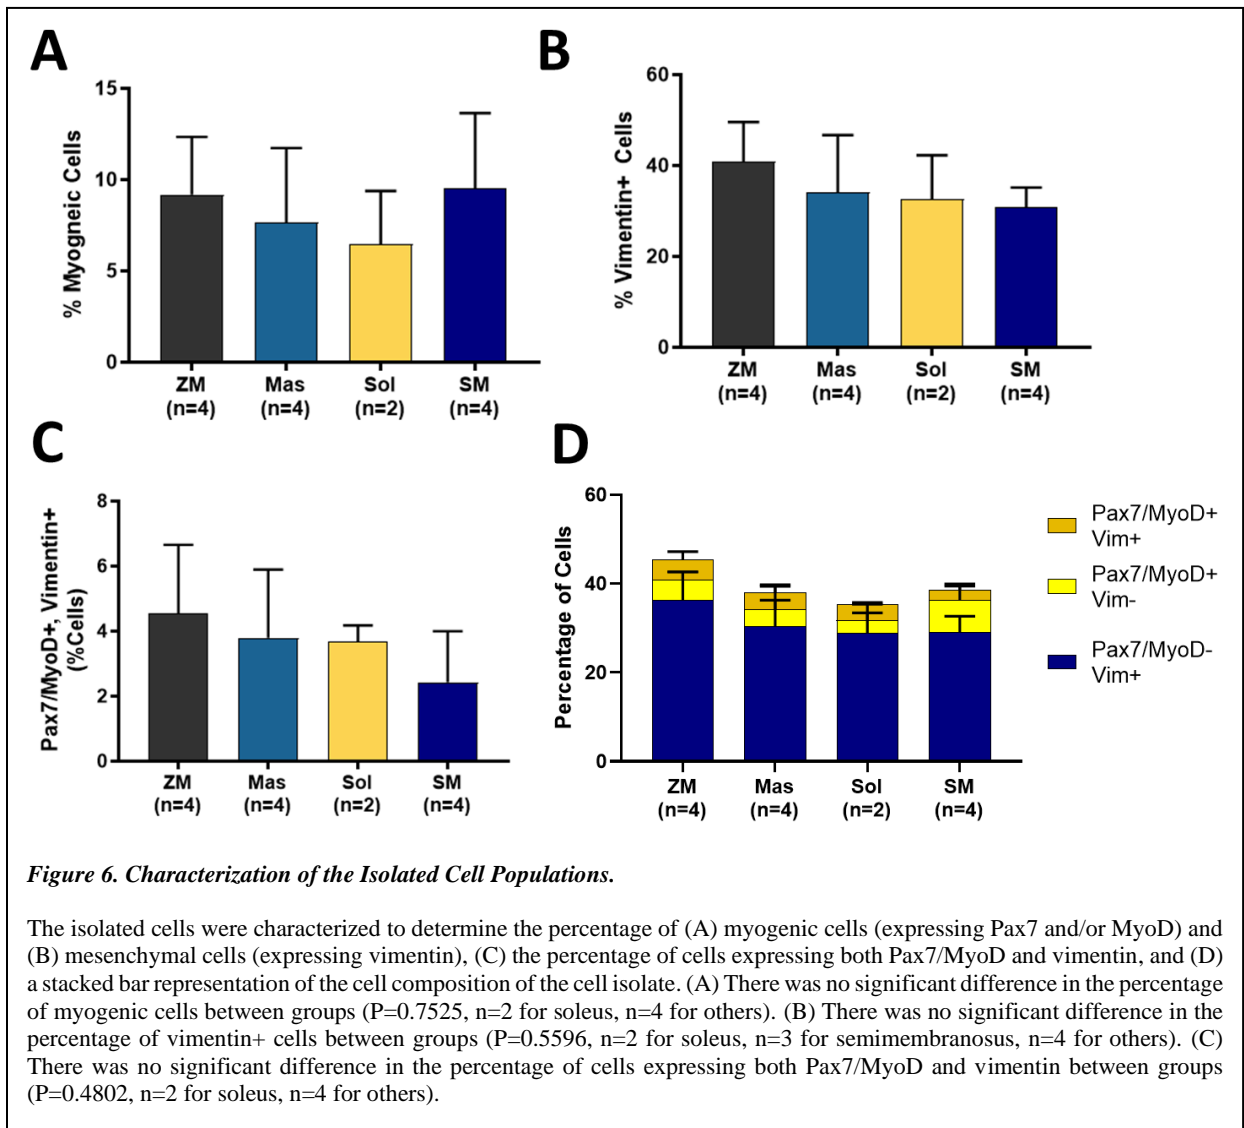 A
% Myogneic Cells
15
10
5
0
ZM Mas Sol SM
(n=4) (n=4) (n=2) (n=4)
B
% Vimentin+ Cells
60
40
20
0
ZM Mas Sol SM
(n=4) (n=4) (n=2) (n=4)
C
Pax7/MyoD+, Vimentin+
(%Cells)
8
6
4
2
0
ZM Mas Sol SM
(n=4) (n=4) (n=2) (n=4)
D
Percentage of Cells
60
40
20
0
ZM Mas Sol SM
(n=4) (n=4) (n=2) (n=4)
Pax7/MyoD+
Vim+
Pax7/MyoD+
Vim-
Pax7/MyoD-
Vim+
Figure 6. Characterization of the Isolated Cell Populations.
The isolated cells were characterized to determine the percentage of (A) myogenic cells (expressing Pax7 and/or MyoD) and
(B) mesenchymal cells (expressing vimentin), (C) the percentage of cells expressing both Pax7/MyoD and vimentin, and (D)
a stacked bar representation of the cell composition of the cell isolate. (A) There was no significant difference in the percentage
of myogenic cells between groups (P=0.7525, n=2 for soleus, n=4 for others). (B) There was no significant difference in the
percentage of vimentin+ cells between groups (P=0.5596, n=2 for soleus, n=3 for semimembranosus, n=4 for others). (C)
There was no significant difference in the percentage of cells expressing both Pax7/MyoD and vimentin between groups
(P=0.4802, n=2 for soleus, n=4 for others).